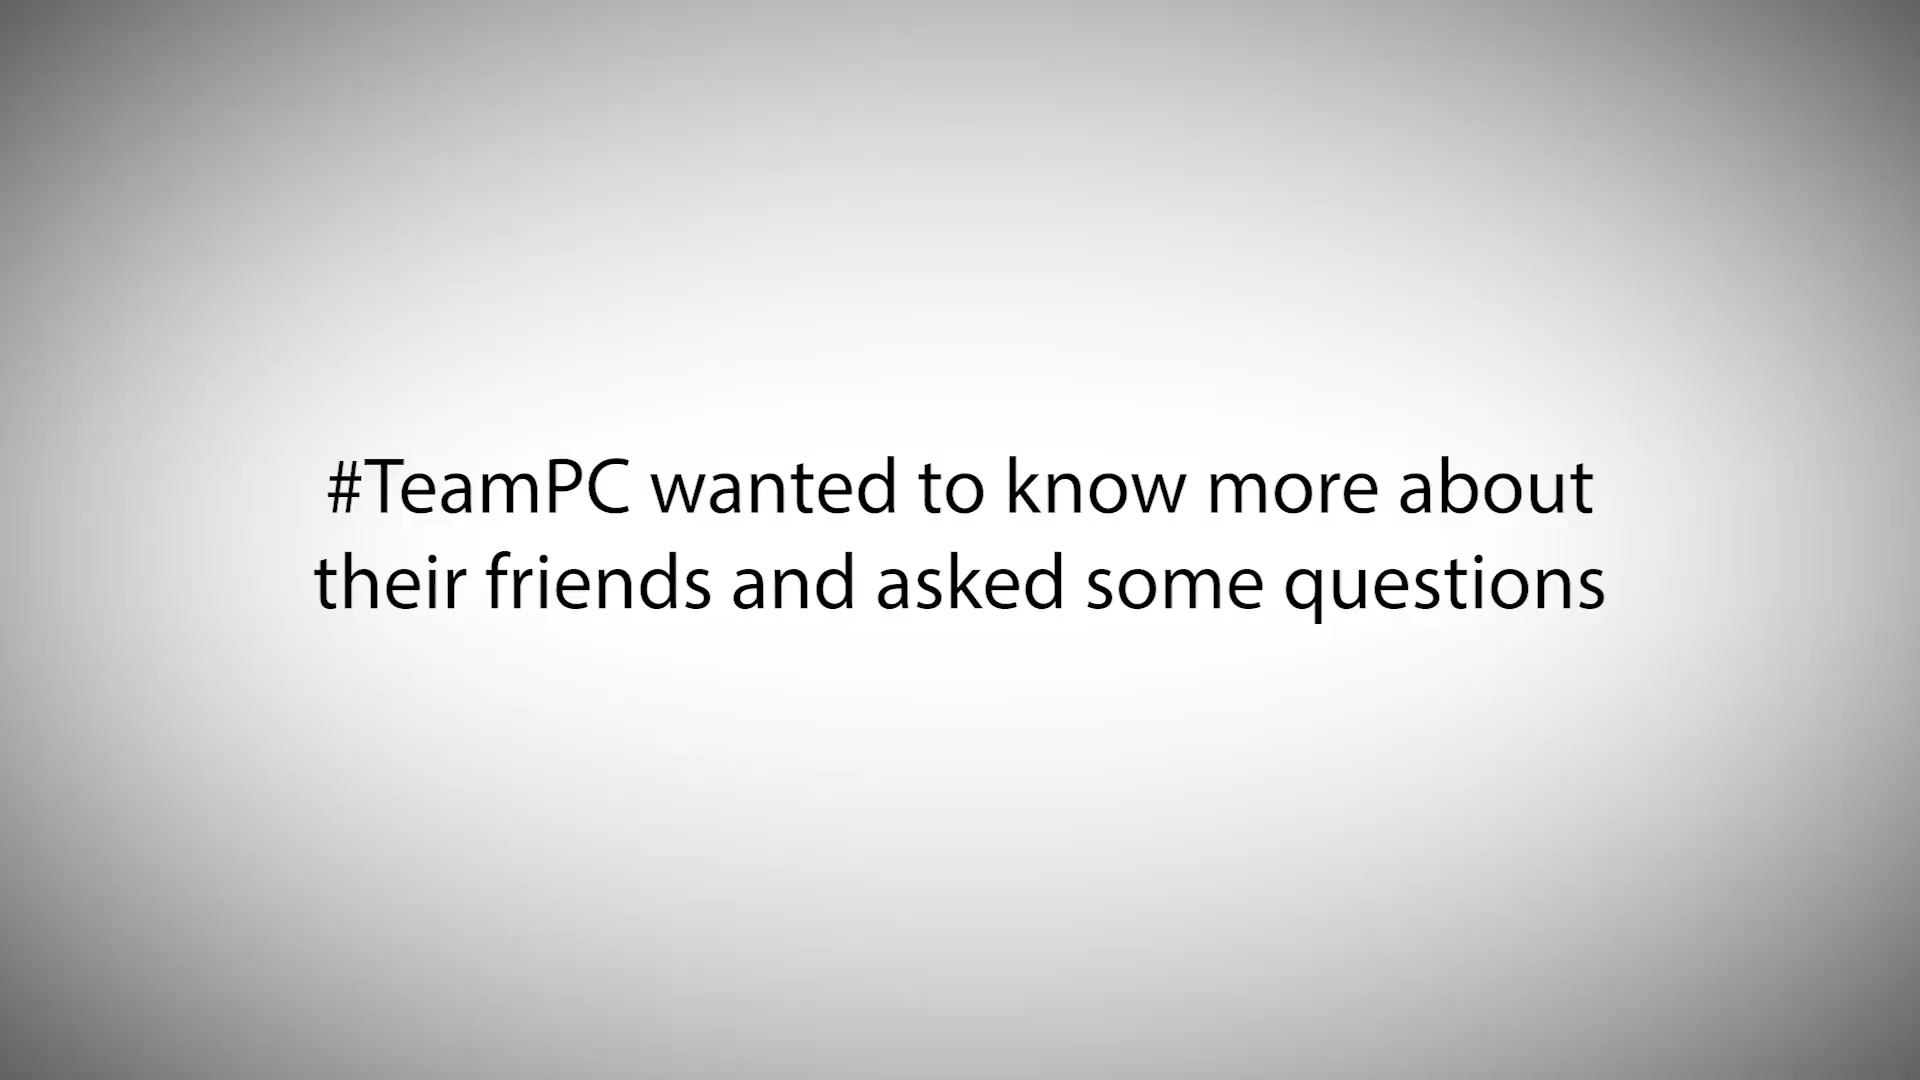 #TeamPC wanted to know more about
their friends and asked some questions